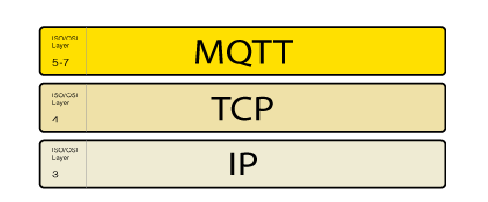 ISO/OSI
Layer
5-7
MQTT
ISO/OSI
Layer
4
TCP
ISO/OSI
Layer
3
IP